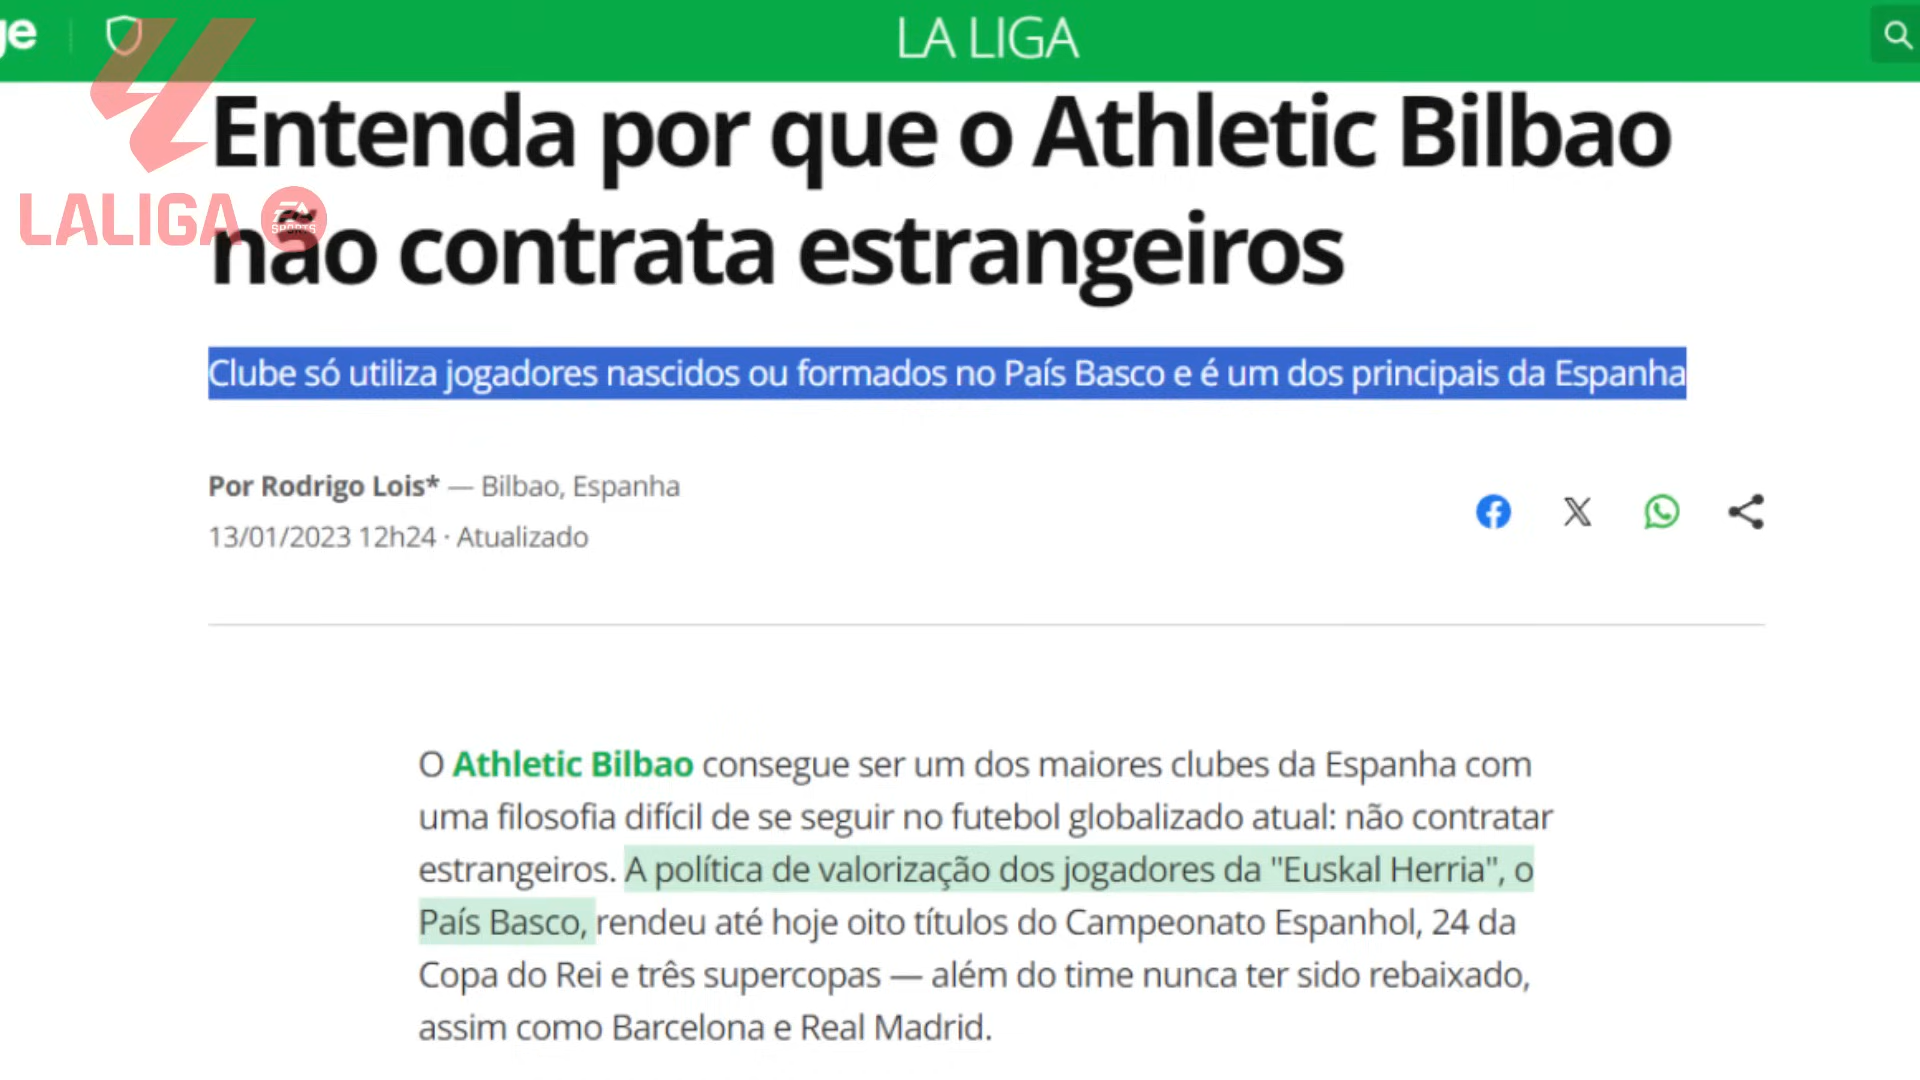 ge
LA LIGA
LALIGA
EA
SPORTS
Entenda por que o Athletic Bilbao
não contrata estrangeiros
Clube só utiliza jogadores nascidos ou formados no País Basco e é um dos principais da Espanha
Por Rodrigo Lois* — Bilbao, Espanha
13/01/2023 12h24 · Atualizado
O Athletic Bilbao consegue ser um dos maiores clubes da Espanha com
uma filosofia difícil de se seguir no futebol globalizado atual: não contratar
estrangeiros. A política de valorização dos jogadores da "Euskal Herria", o
País Basco, rendeu até hoje oito títulos do Campeonato Espanhol, 24 da
Copa do Rei e três supercopas — além do time nunca ter sido rebaixado,
assim como Barcelona e Real Madrid.